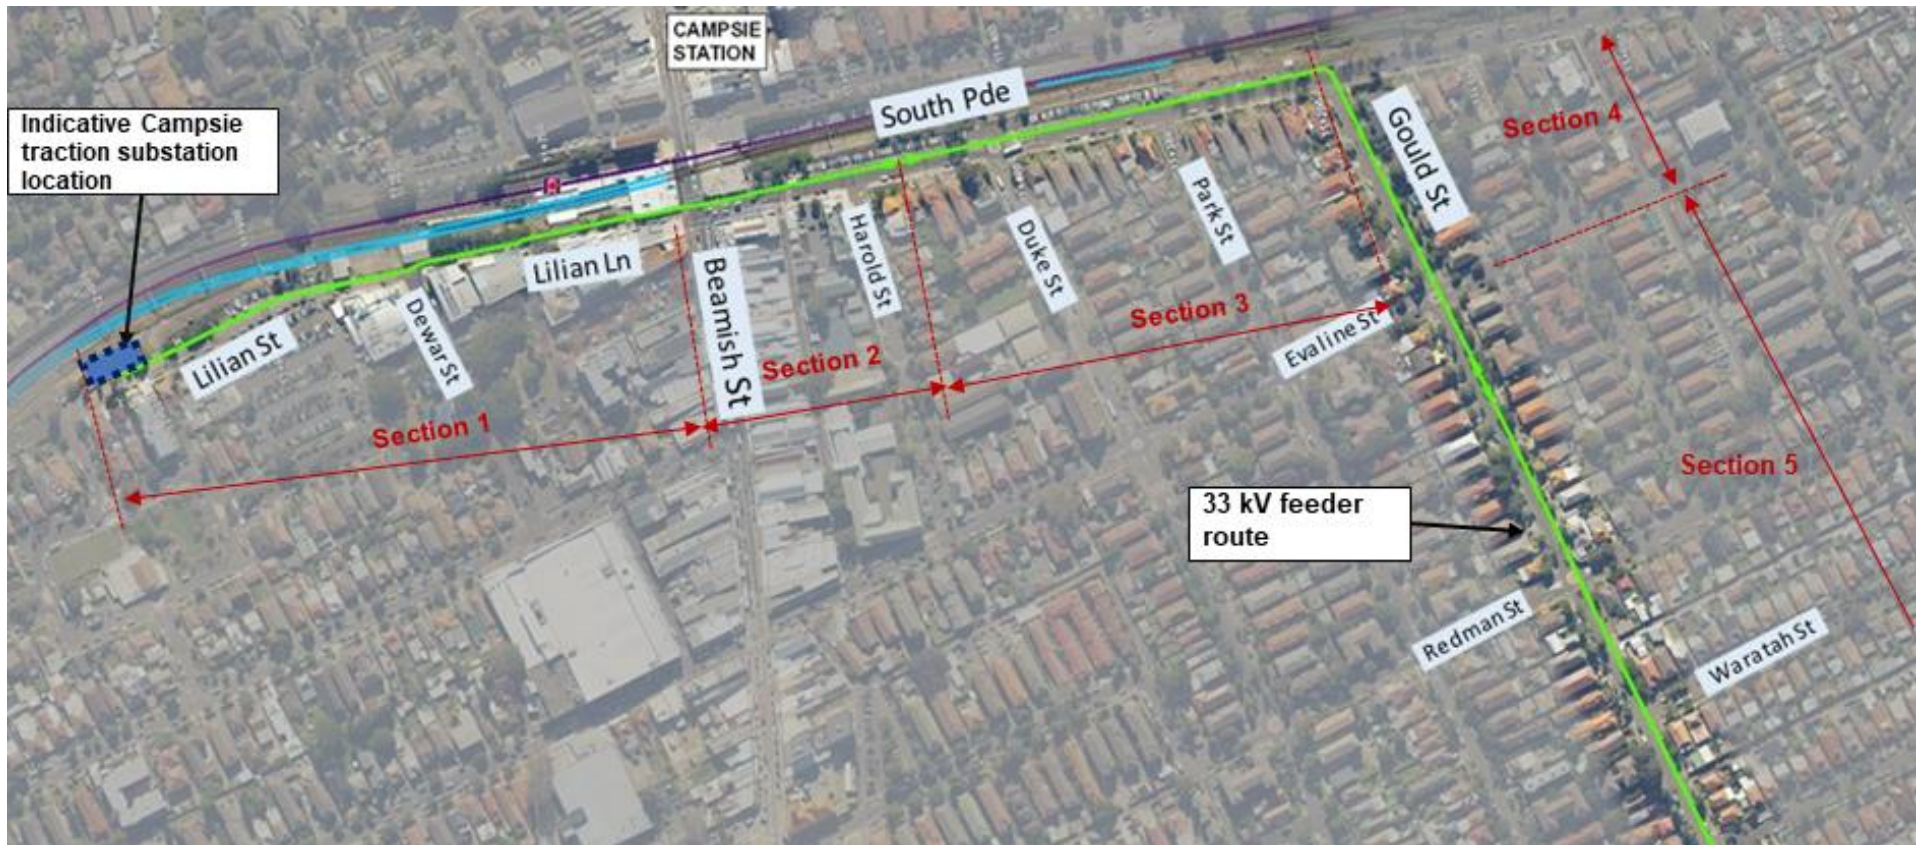 CAMPSIE
STATION
Indicative Campsie
traction substation
location
South Pde
Gould St
Section 4
Lilian Ln
Lilian St
Dewar St
Beamish St
Harold St
Duke St
Park St
Evaline St
Section 1
Section 2
Section 3
Section 5
33 kV feeder
route
Redman St
Waratah St